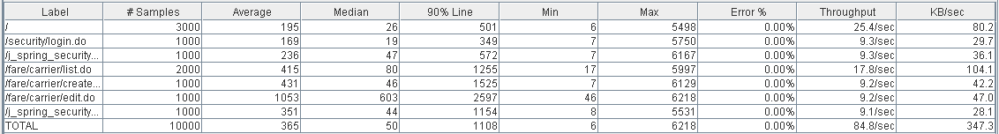 Label # Samples Average Median 90% Line Min Max Error % Throughput KB/sec
/ 3000 195 26 501 6 5498 0.00% 25.4/sec 80.2
/security/login.do 1000 169 19 349 7 5750 0.00% 9.3/sec 29.7
/j_spring_security... 1000 236 47 572 7 6167 0.00% 9.3/sec 36.1
/fare/carrier/list.do 2000 415 80 1255 17 5997 0.00% 17.8/sec 104.1
/fare/carrier/create... 1000 431 46 1525 7 6129 0.00% 9.2/sec 42.2
/fare/carrier/edit.do 1000 1053 603 2597 46 6218 0.00% 9.2/sec 47.0
/j_spring_security... 1000 351 44 1154 8 5531 0.00% 9.1/sec 28.1
TOTAL 10000 365 50 1108 6 6218 0.00% 84.8/sec 347.3